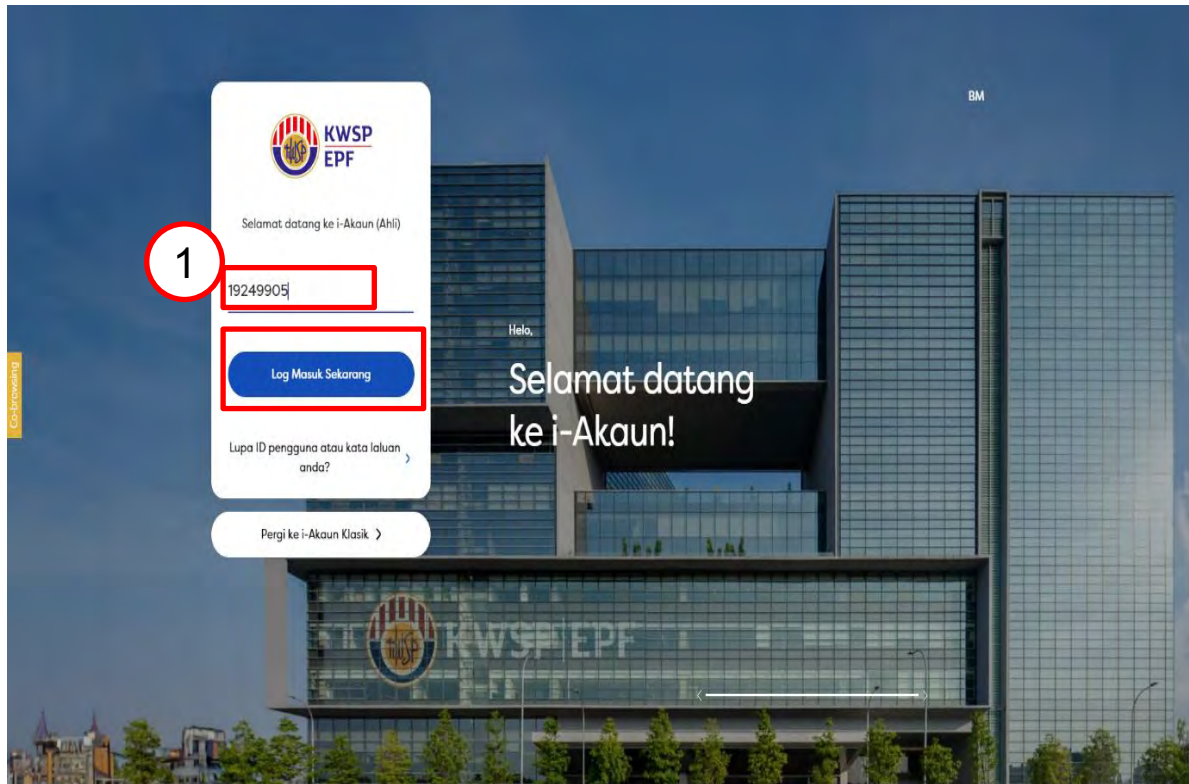 BM
KWSP
EPF
Selamat datang ke i-Akaun (Ahli)
1
19249905
Log Masuk Sekarang
Lupa ID pengguna atau kata laluan
anda?
Pergi ke i-Akaun Klasik
Co-browsing
Helo,
Selamat datang
ke i-Akaun!
KWSP EPF